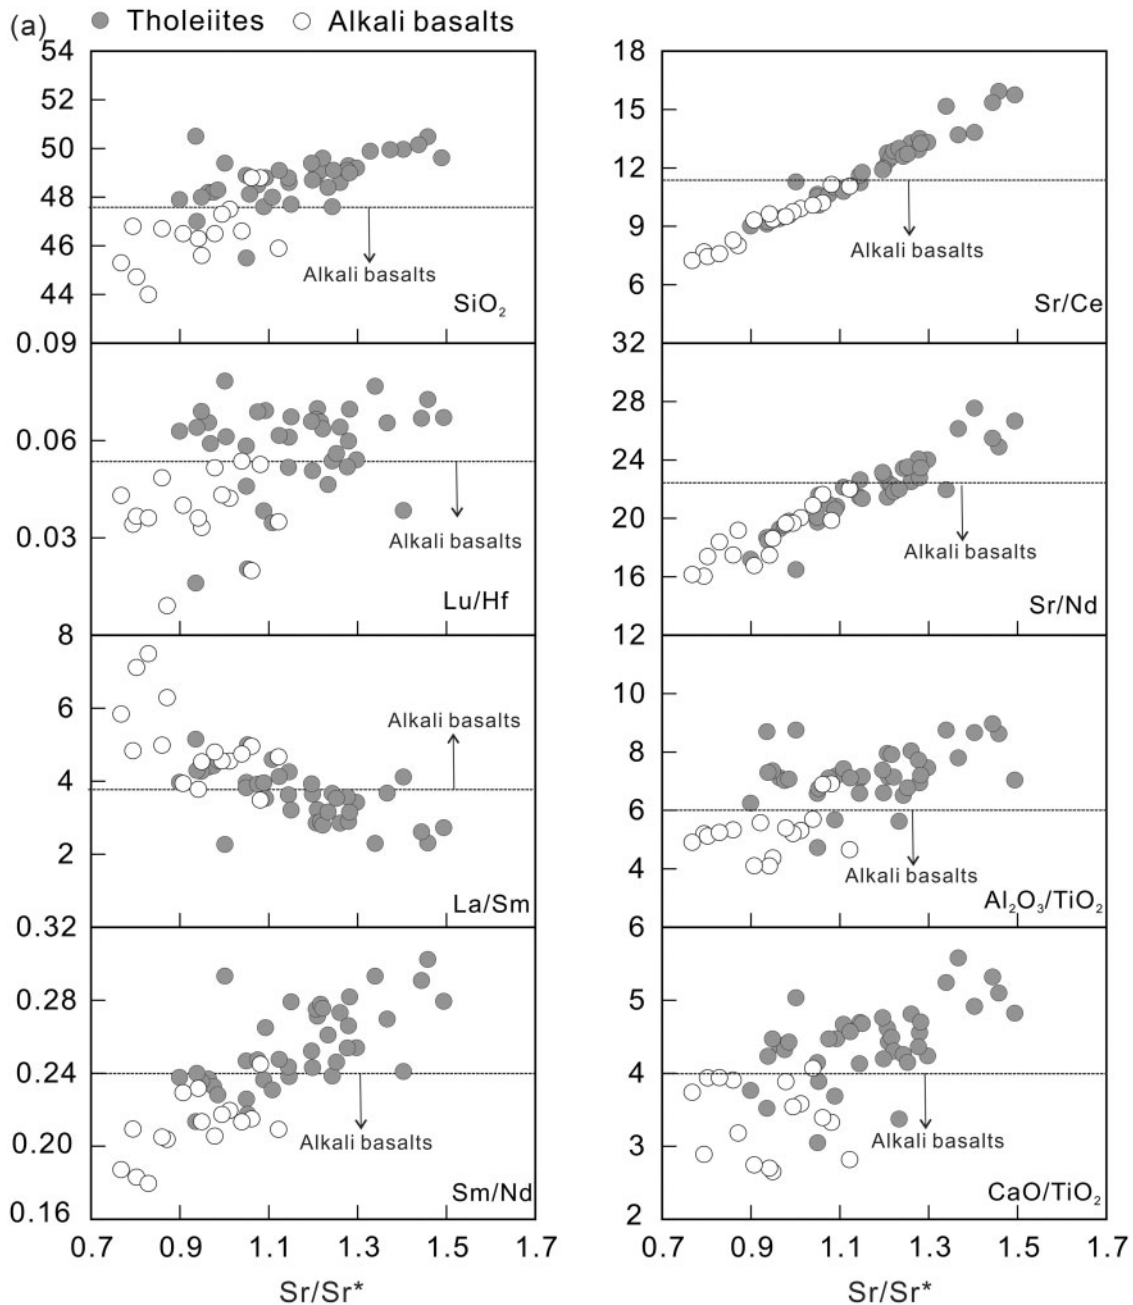 (a) Tholeiites Alkali basalts
54
52
50
48
46
44
Alkali basalts
SiO₂
18
15
12
9
6
Alkali basalts
Sr/Ce
0.09
0.06
0.03
Alkali basalts
Lu/Hf
32
28
24
20
16
Alkali basalts
Sr/Nd
8
6
4
2
Alkali basalts
La/Sm
12
10
8
6
4
Alkali basalts
Al₂O₃/TiO₂
0.32
0.28
0.24
0.20
0.16
Alkali basalts
Sm/Nd
6
5
4
3
2
Alkali basalts
CaO/TiO₂
0.7 0.9 1.1 1.3 1.5 1.7
Sr/Sr*
0.7 0.9 1.1 1.3 1.5 1.7
Sr/Sr*